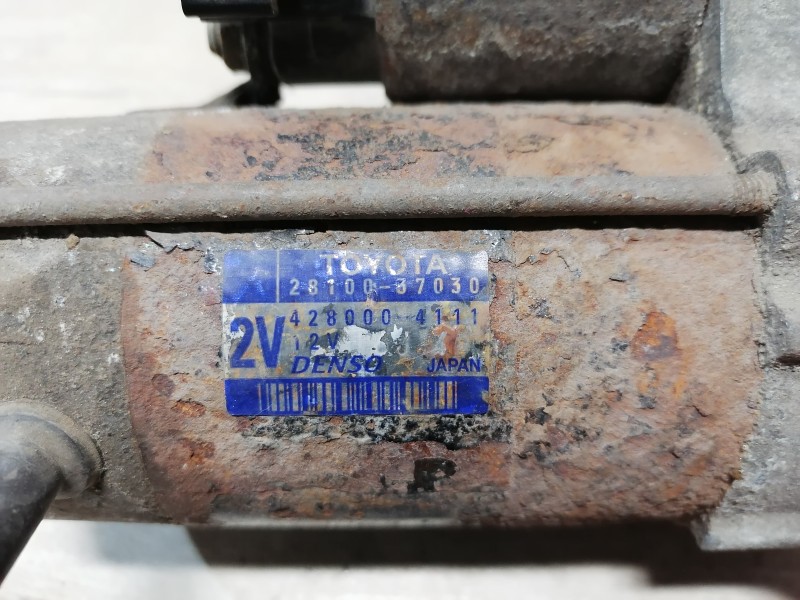 TOYOTA
28100-37030
428000-4111
2V
12V
DENSO JAPAN